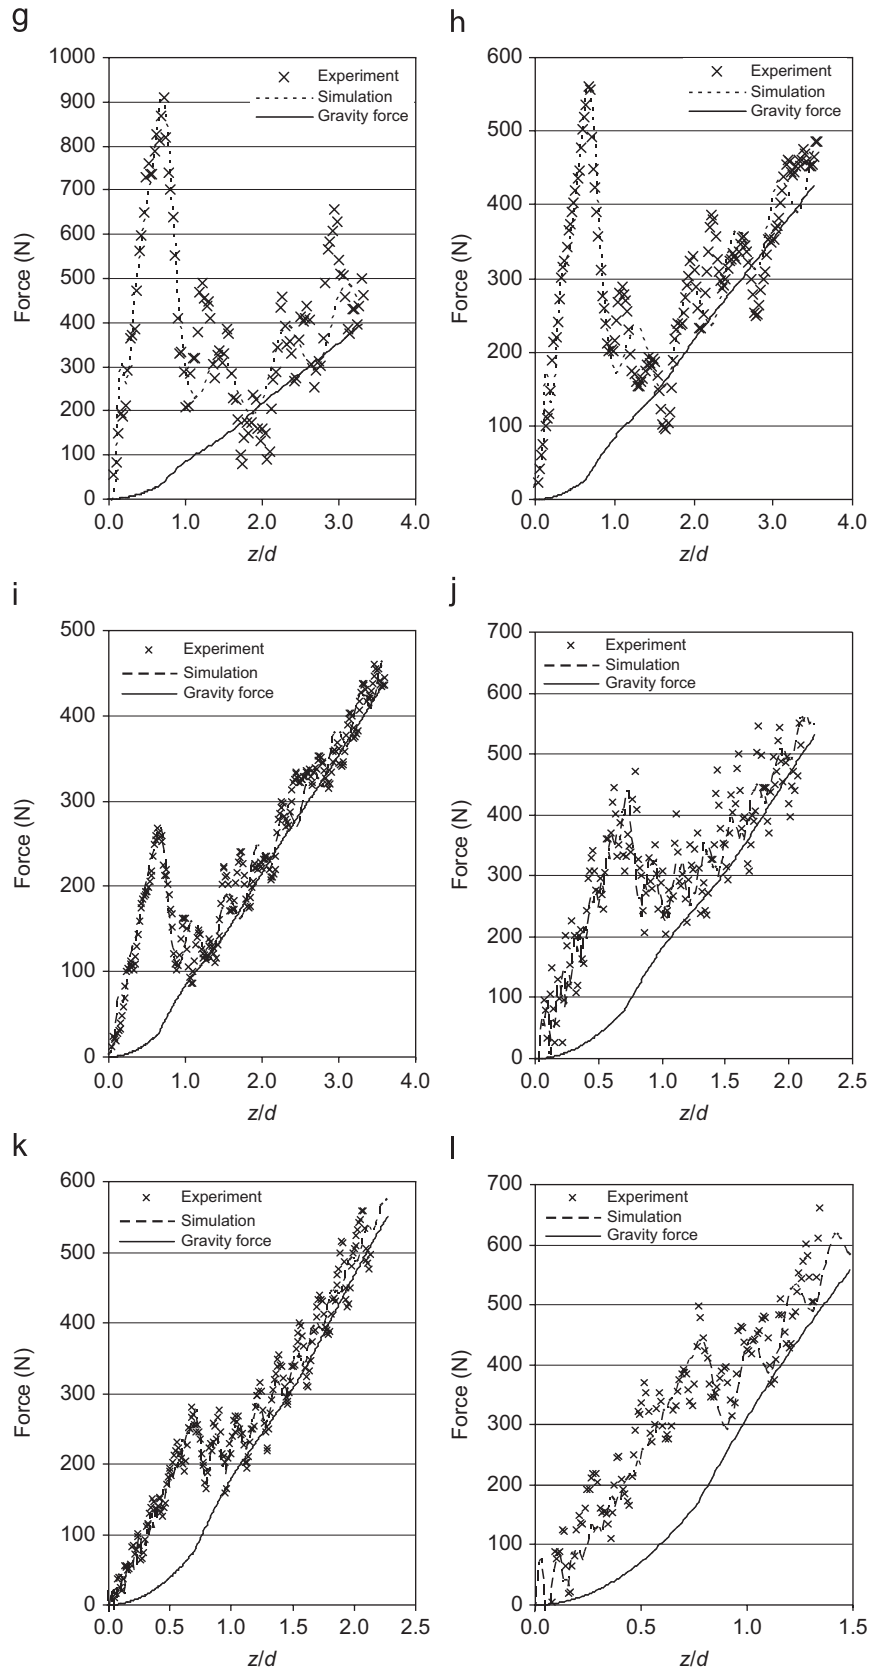 g
1000
900
800
700
600
500
400
300
200
100
0
Force (N)
Experiment
Simulation
Gravity force
0.0 1.0 2.0 3.0 4.0
z/d
h
600
500
400
300
200
100
0
Force (N)
Experiment
Simulation
Gravity force
0.0 1.0 2.0 3.0 4.0
z/d
i
500
400
300
200
100
0
Force (N)
Experiment
Simulation
Gravity force
0.0 1.0 2.0 3.0 4.0
z/d
j
700
600
500
400
300
200
100
0
Force (N)
Experiment
Simulation
Gravity force
0.0 0.5 1.0 1.5 2.0 2.5
z/d
k
600
500
400
300
200
100
0
Force (N)
Experiment
Simulation
Gravity force
0.0 0.5 1.0 1.5 2.0 2.5
z/d
l
700
600
500
400
300
200
100
0
Force (N)
Experiment
Simulation
Gravity force
0.0 0.5 1.0 1.5
z/d